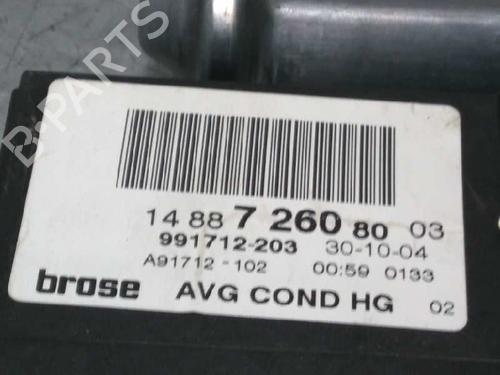 B-PARTS
14 88 7 260 80 03
991712-203 30-10-04
A91712-102 00:59 0133
brose AVG COND HG 02